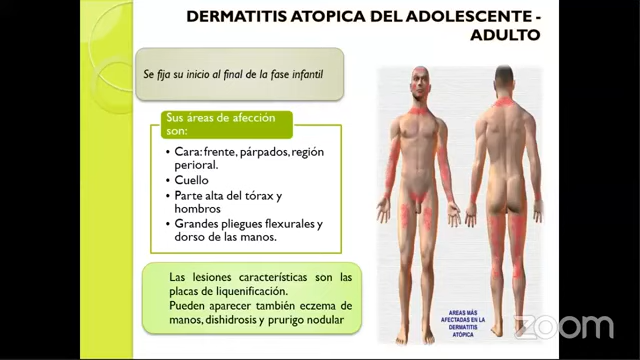 DERMATITIS ATOPICA DEL ADOLESCENTE -
ADULTO
Se fija su inicio al final de la fase infantil
Sus áreas de afección
son:
• Cara: frente, párpados, región
perioral.
• Cuello
• Parte alta del tórax y
hombros
• Grandes pliegues flexurales y
dorso de las manos.
Las lesiones características son las
placas de liquenificación.
Pueden aparecer también eczema de
manos, dishidrosis y prurigo nodular
AREAS MÁS
AFECTADAS EN LA
DERMATITIS
ATÓPICA
zoom